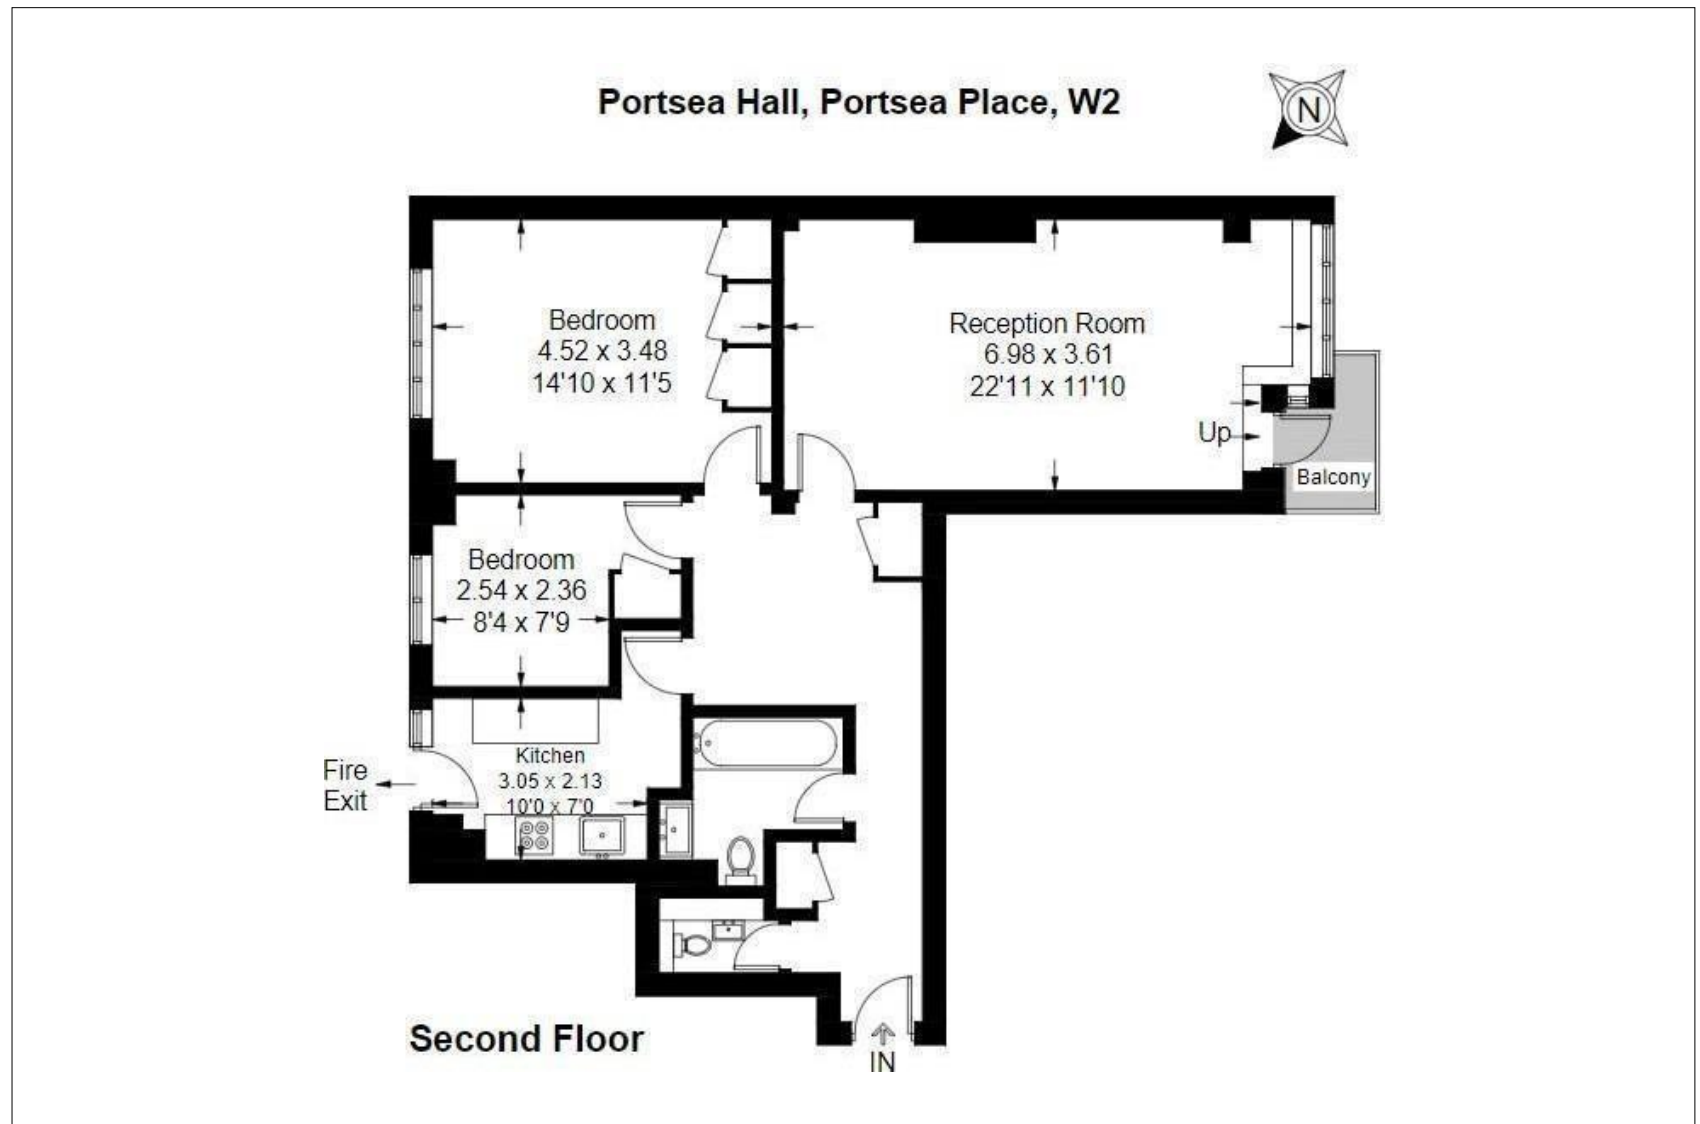 Portsea Hall, Portsea Place, W2
N
Bedroom
4.52 x 3.48
14'10 x 11'5
Reception Room
6.98 x 3.61
22'11 x 11'10
Up
Balcony
Bedroom
2.54 x 2.36
8'4 x 7'9
Kitchen
3.05 x 2.13
10'0 x 7'0
Fire
Exit
Second Floor
IN